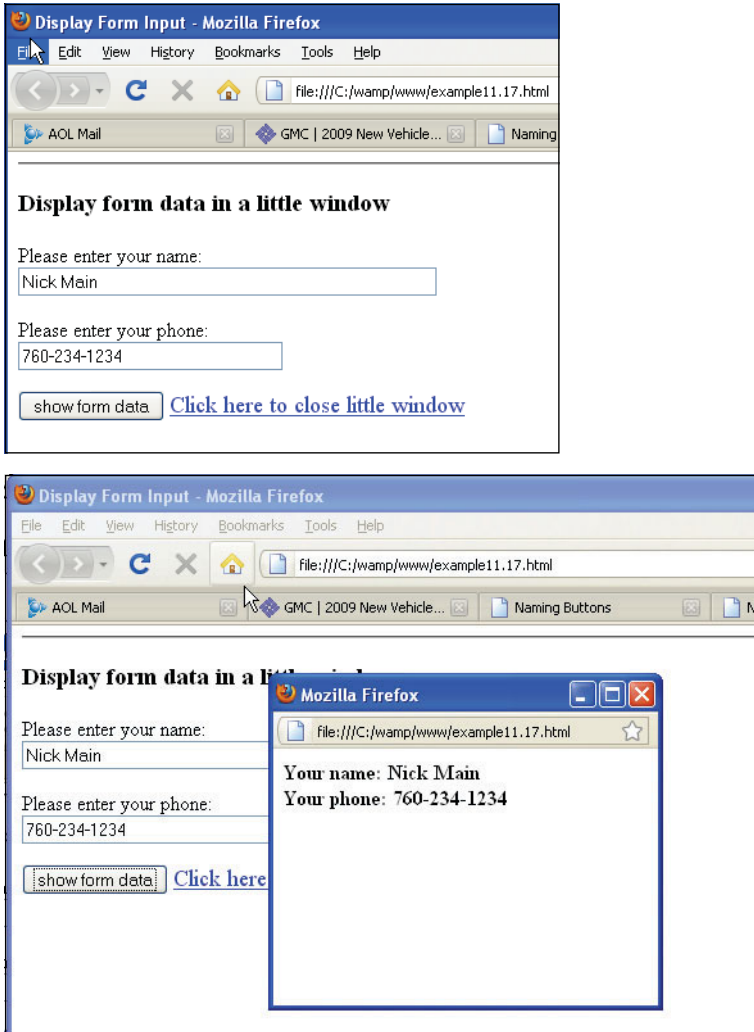 Display Form Input - Mozilla Firefox
File Edit View History Bookmarks Tools Help
file:///C:/wamp/www/example11.17.html
AOL Mail GMC | 2009 New Vehicle... Naming
Display form data in a little window
Please enter your name:
Nick Main
Please enter your phone:
760-234-1234
show form data Click here to close little window
Display Form Input - Mozilla Firefox
File Edit View History Bookmarks Tools Help
file:///C:/wamp/www/example11.17.html
AOL Mail GMC | 2009 New Vehicle... Naming Buttons N
Display form data in a
Please enter your name:
Nick Main
Please enter your phone:
760-234-1234
show form data Click here
Mozilla Firefox
file:///C:/wamp/www/example11.17.html
Your name: Nick Main
Your phone: 760-234-1234